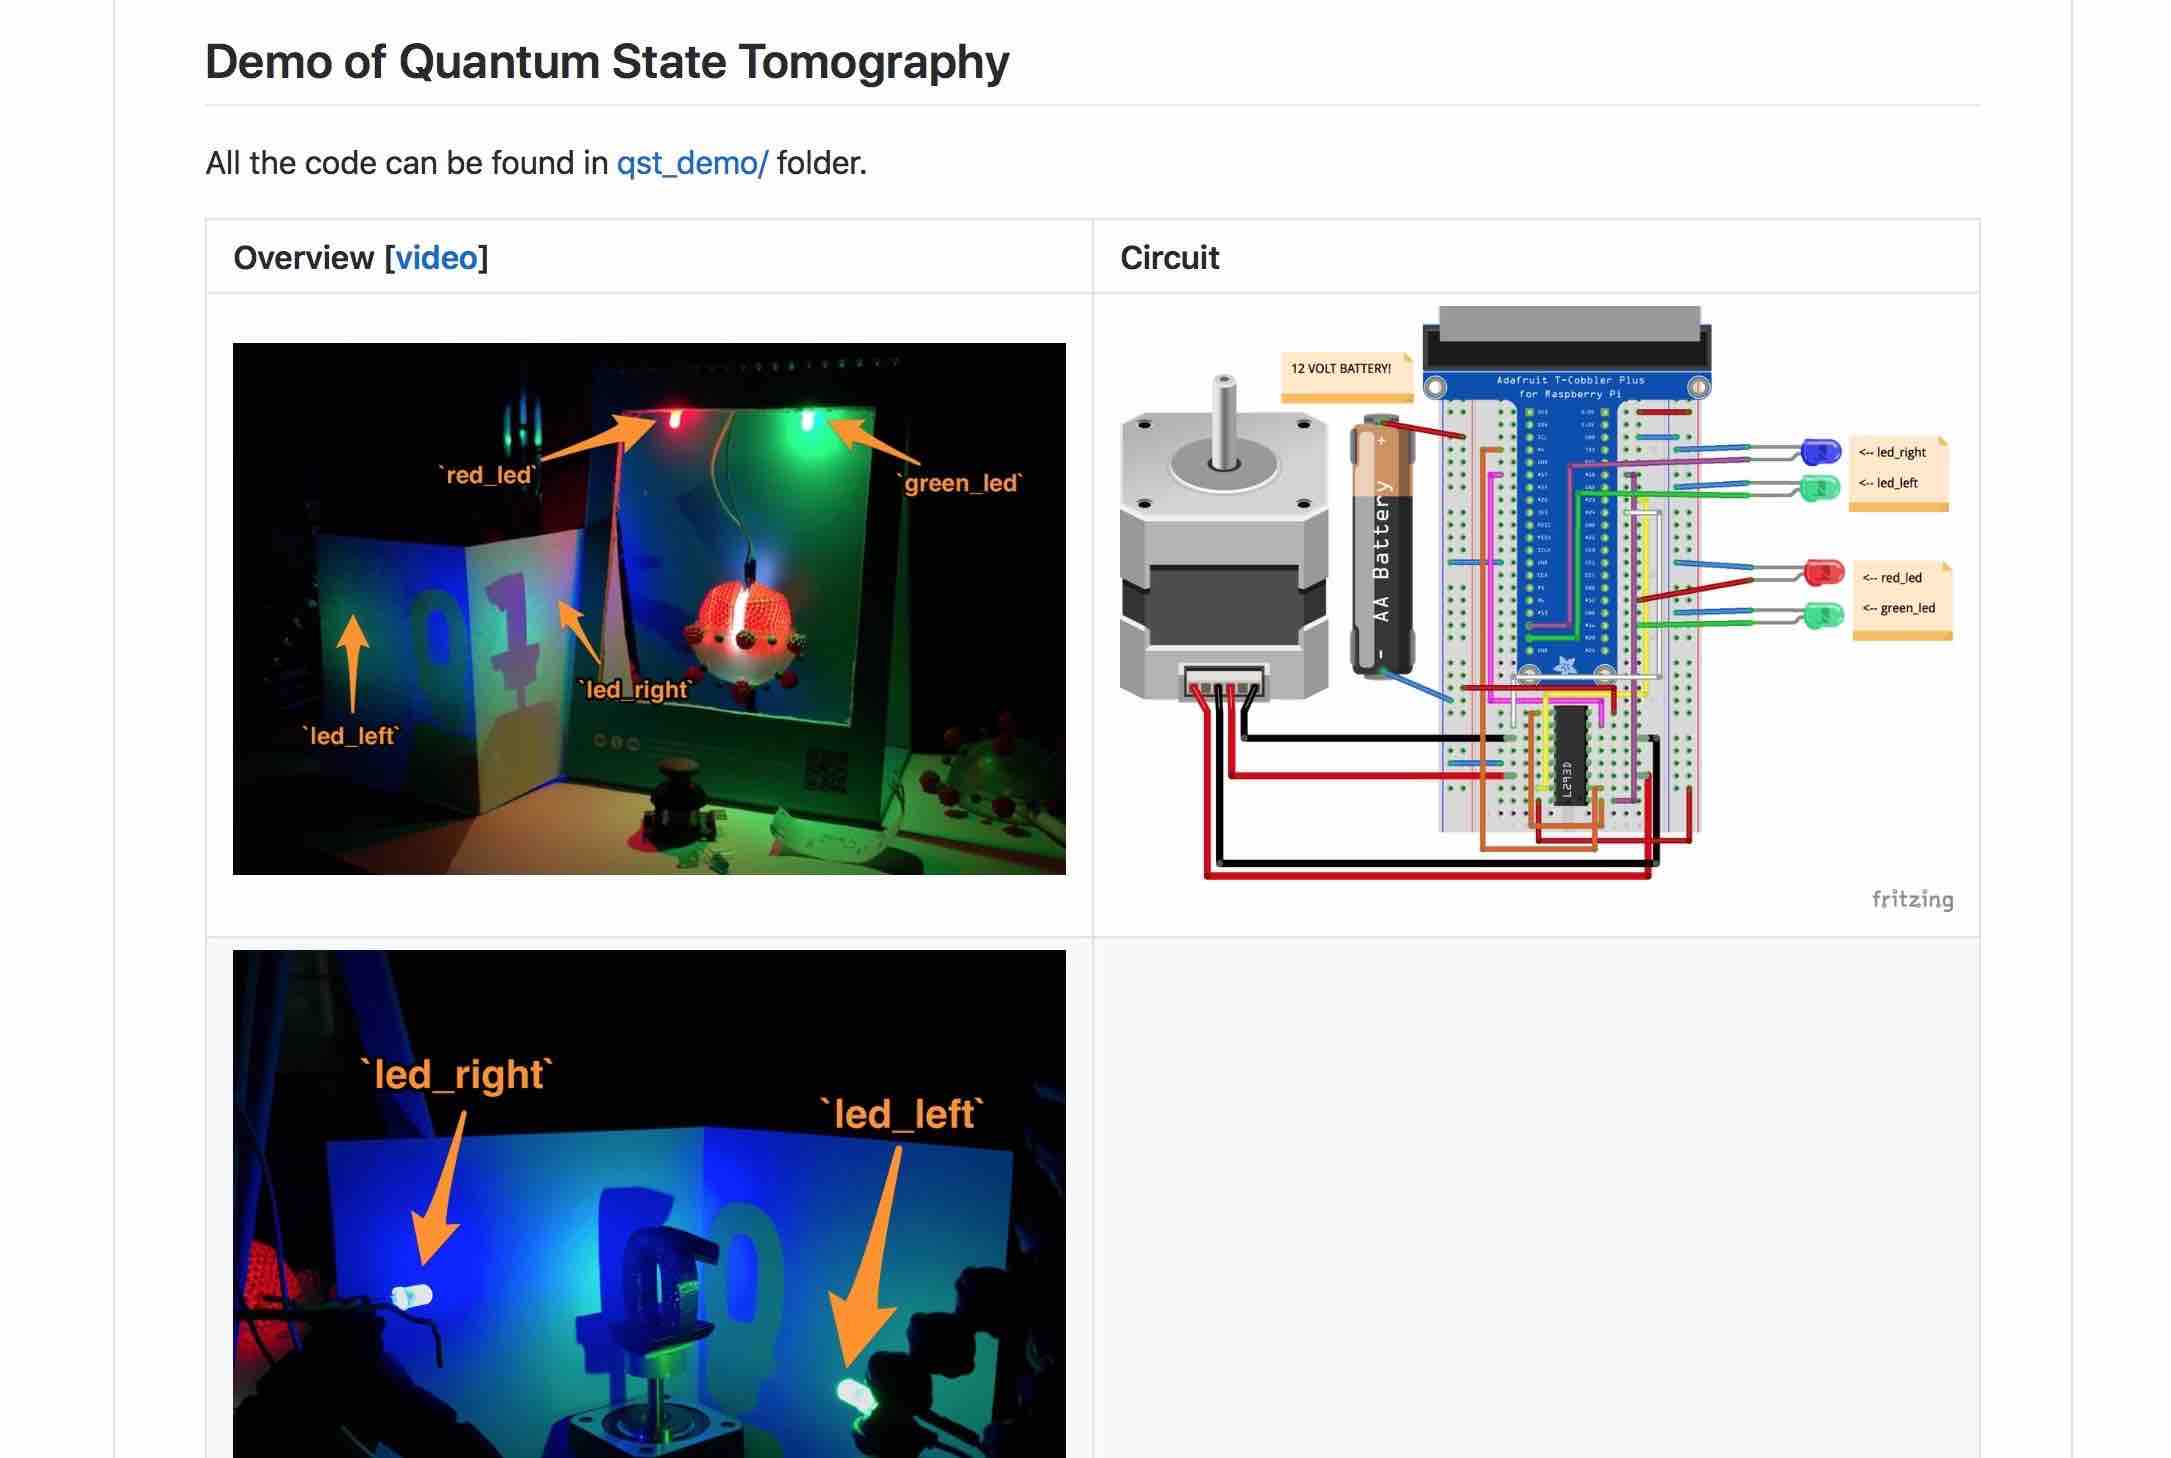 Demo of Quantum State Tomography
All the code can be found in qst_demo/ folder.
Overview [video]
Circuit
`red_led`
`green_led`
0
1
`led_right`
`led_left`
12 VOLT BATTERY!
Adafruit T-Cobbler Plus
for Raspberry Pi
+
AA Battery
-
<-- led_right
<-- led_left
<-- red_led
<-- green_led
L293D
fritzing
`led_right`
`led_left`